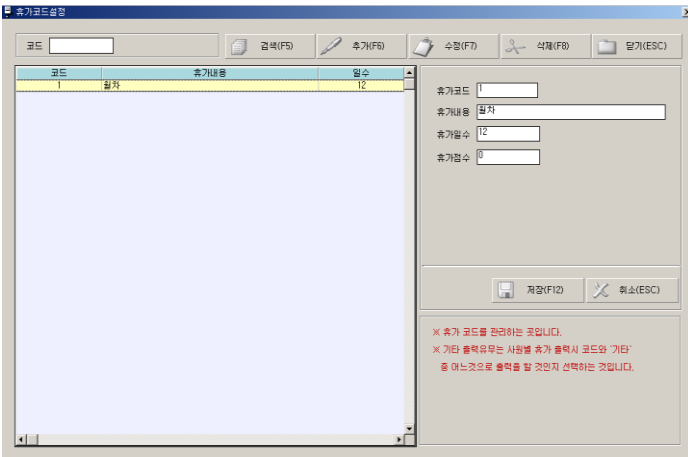 휴가코드설정
코드
검색(F5)
추가(F6)
수정(F7)
삭제(F8)
닫기(ESC)
코드 휴가내용 일수
1 월차 12
휴가코드 1
휴가내용 월차
휴가일수 12
휴가점수 0
저장(F12)
취소(ESC)
※ 휴가 코드를 관리하는 곳입니다.
※ 기타 출력유무는 사원별 휴가 출력시 코드와 '기타'
중 어느것으로 출력을 할 것인지 선택하는 것입니다.